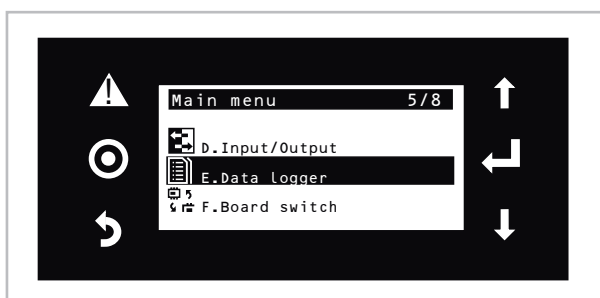 Main menu 5/8
D.Input/Output
E.Data logger
F.Board switch